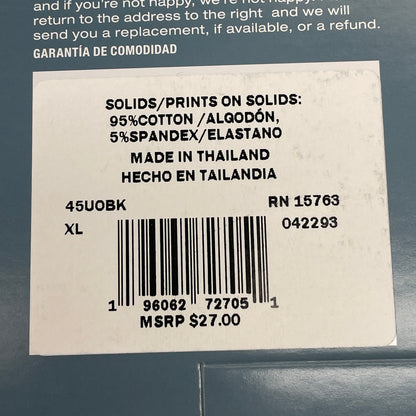 and if you're not happy, we're not happy.
return to the address to the right and we will
send you a replacement, if available, or a refund.
GARANTÍA DE COMODIDAD
SOLIDS/PRINTS ON SOLIDS:
95%COTTON /ALGODÓN,
5%SPANDEX/ELASTANO
MADE IN THAILAND
HECHO EN TAILANDIA
45UOBK RN 15763
XL 042293
1 96062 72705 1
MSRP $27.00